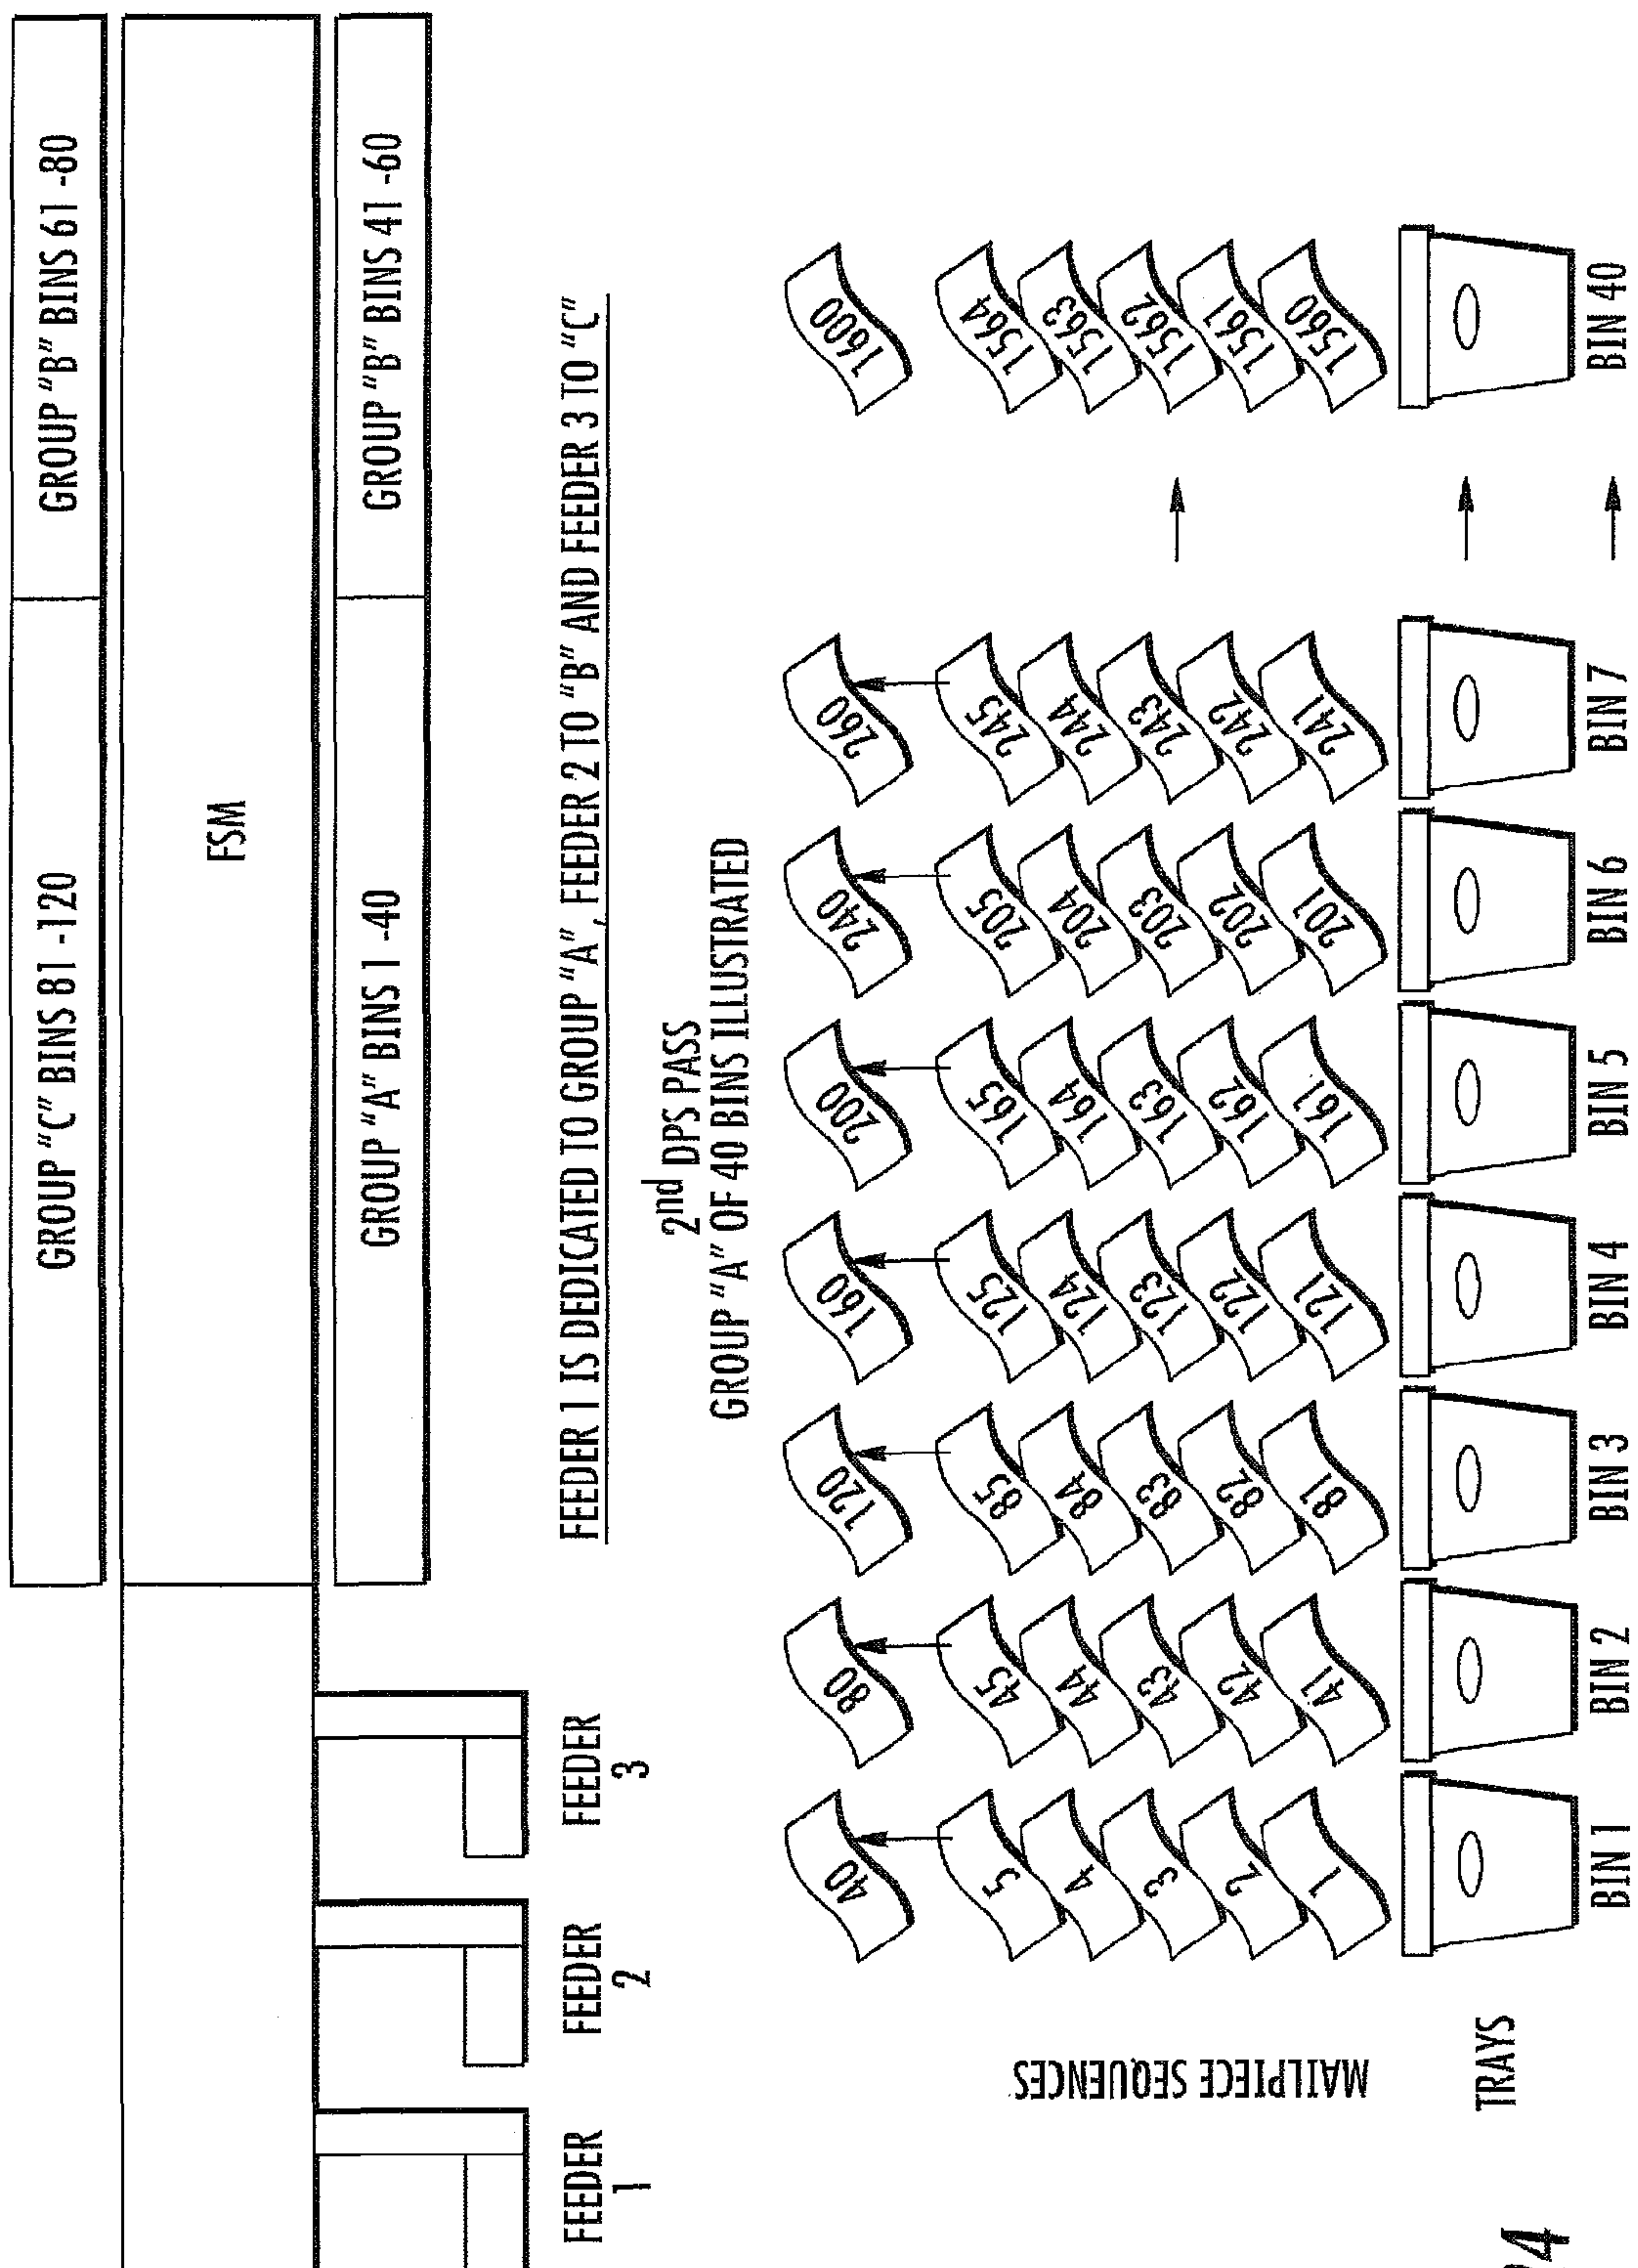 GROUP "C" BINS 81 -120
GROUP "B" BINS 61 -80
FSM
GROUP "A" BINS 1 -40
GROUP "B" BINS 41 -60
FEEDER
1
FEEDER
2
FEEDER
3
FEEDER 1 IS DEDICATED TO GROUP "A", FEEDER 2 TO "B" AND FEEDER 3 TO "C"
2nd DPS PASS
GROUP "A" OF 40 BINS ILLUSTRATED
40 80 120 160 200 240 260 1600
5 45 85 125 165 205 245 1564
4 44 84 124 164 204 244 1563
3 43 83 123 163 203 243 1562
2 42 82 122 162 202 242 1561
1 41 81 121 161 201 241 1560
MAILPIECE SEQUENCES
TRAYS
BIN 1 BIN 2 BIN 3 BIN 4 BIN 5 BIN 6 BIN 7 BIN 40